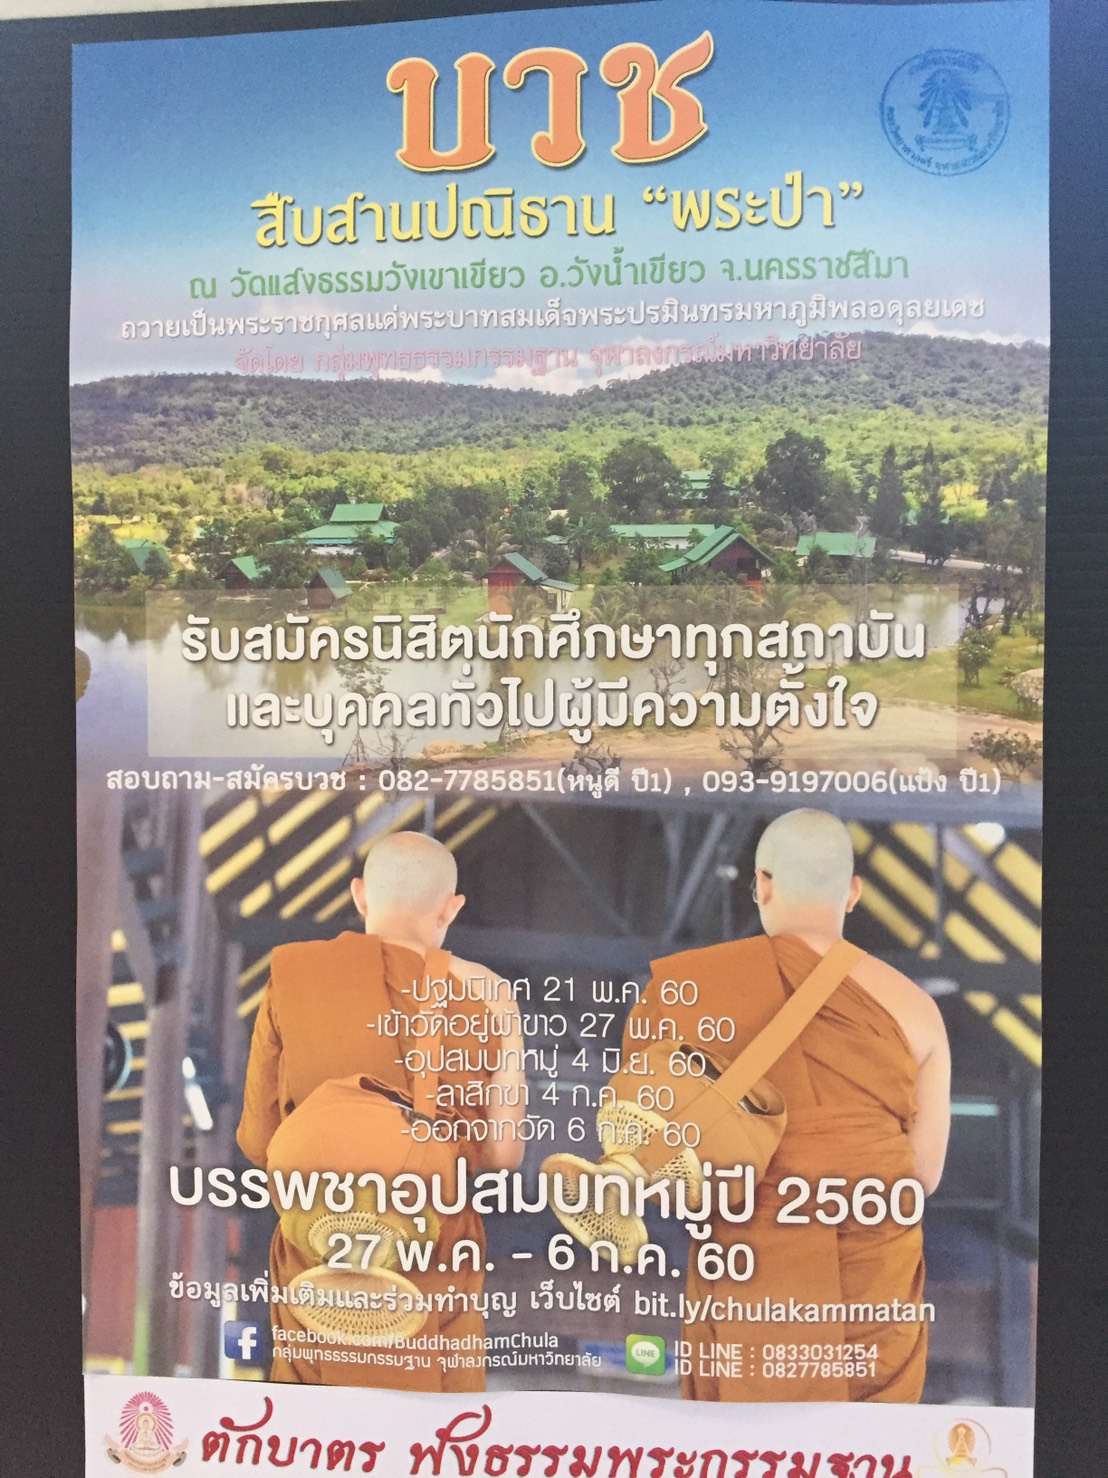 บวช
สืบสานปณิธาน “พระป่า”
ณ วัดแสงธรรมวังเขาเขียว อ.วังน้ำเขียว จ.นครราชสีมา
ถวายเป็นพระราชกุศลแด่พระบาทสมเด็จพระปรมินทรมหาภูมิพลอดุลยเดช
จัดโดย กลุ่มพุทธธรรมกรรมฐาน จุฬาลงกรณ์มหาวิทยาลัย
รับสมัครนิสิตนักศึกษาทุกสถาบัน
และบุคคลทั่วไปผู้มีความตั้งใจ
สอบถาม-สมัครบวช : 082-7785851(หนูดี ปี1) , 093-9197006(แป้ง ปี1)
-ปฐมนิเทศ 21 พ.ค. 60
-เข้าวัดอยู่ผ้าขาว 27 พ.ค. 60
-อุปสมบทหมู่ 4 มิ.ย. 60
-ลาสิกขา 4 ก.ค. 60
-ออกจากวัด 6 ก.ค. 60
บรรพชาอุปสมบทหมู่ปี 2560
27 พ.ค. - 6 ก.ค. 60
ข้อมูลเพิ่มเติมและร่วมทำบุญ เว็บไซต์ bit.ly/chulakammatan
facebook.com/BuddhadhamChula
กลุ่มพุทธธรรมกรรมฐาน จุฬาลงกรณ์มหาวิทยาลัย
LINE
ID LINE : 0833031254
ID LINE : 0827785851
ตักบาตร ฟังธรรมพระกรรมฐาน